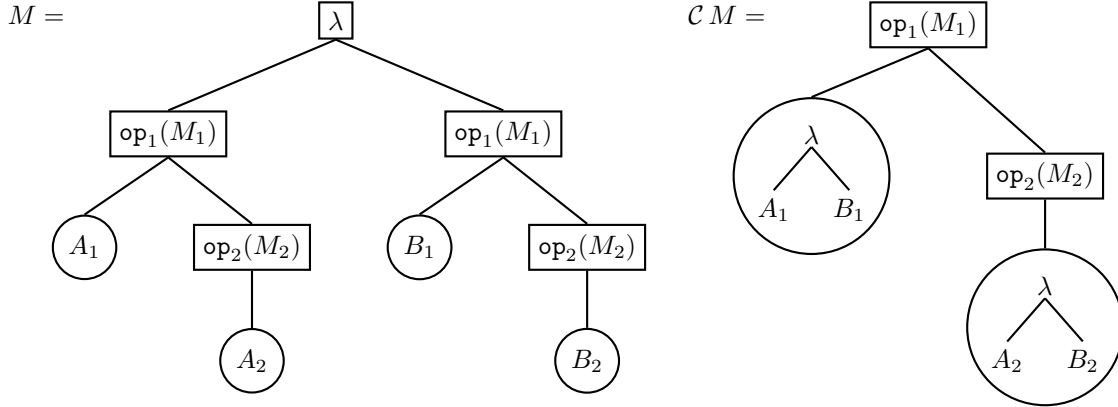 M =
λ
op₁(M₁) op₁(M₁)
A₁ op₂(M₂) B₁ op₂(M₂)
A₂ B₂
𝒞 M =
op₁(M₁)
λ
A₁ B₁
op₂(M₂)
λ
A₂ B₂